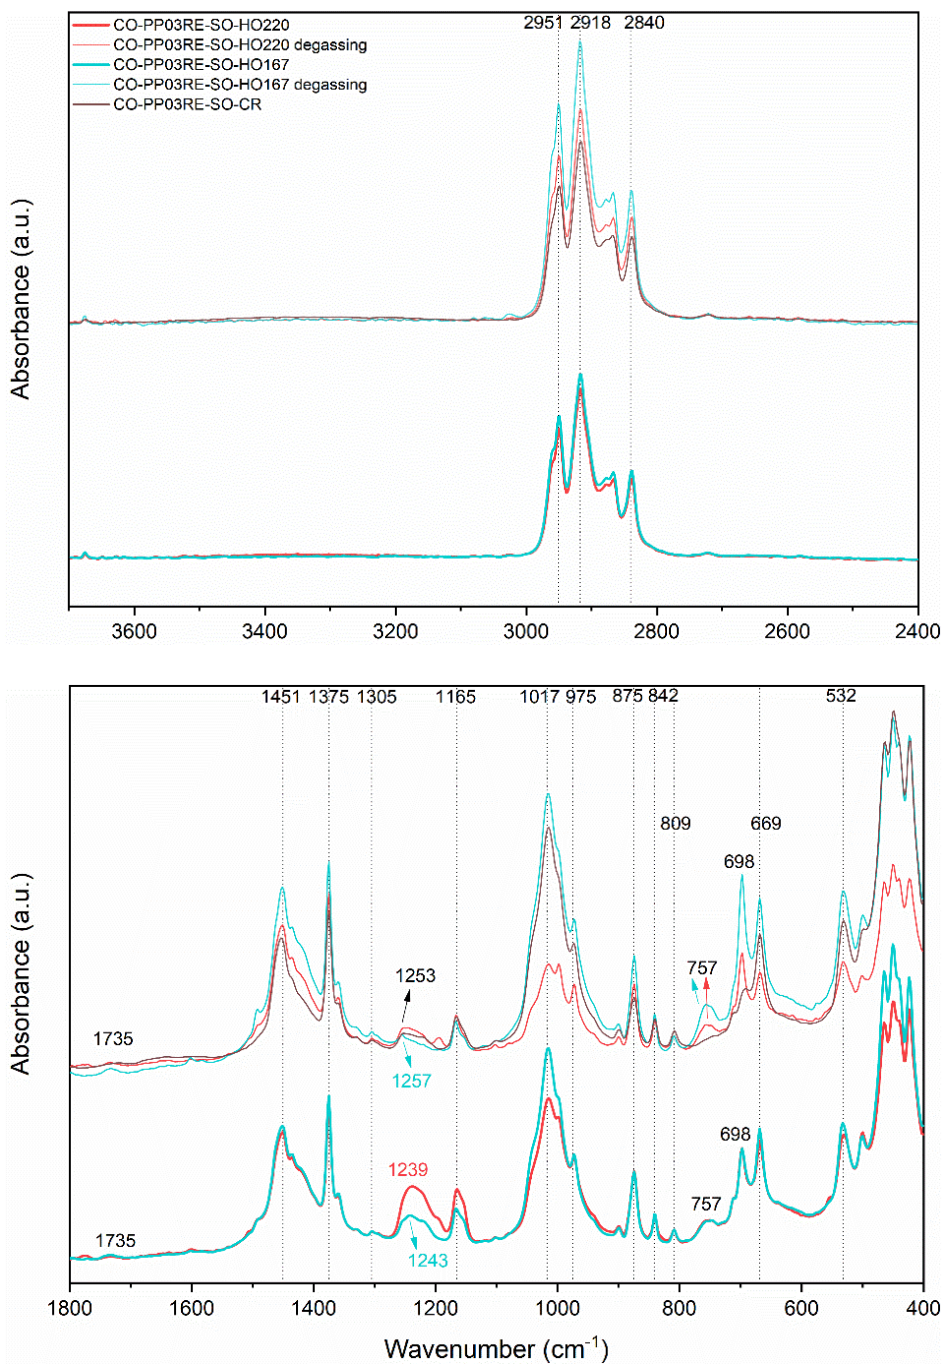 CO-PP03RE-SO-HO220
CO-PP03RE-SO-HO220 degassing
CO-PP03RE-SO-HO167
CO-PP03RE-SO-HO167 degassing
CO-PP03RE-SO-CR
2951 2918 2840
Absorbance (a.u.)
3600 3400 3200 3000 2800 2600 2400
1451 1375 1305 1165 1017 975 875 842 532
809 669
698
1253 757
1735
1257
Absorbance (a.u.)
1239 698
1735 757
1243
1800 1600 1400 1200 1000 800 600 400
Wavenumber (cm⁻¹)